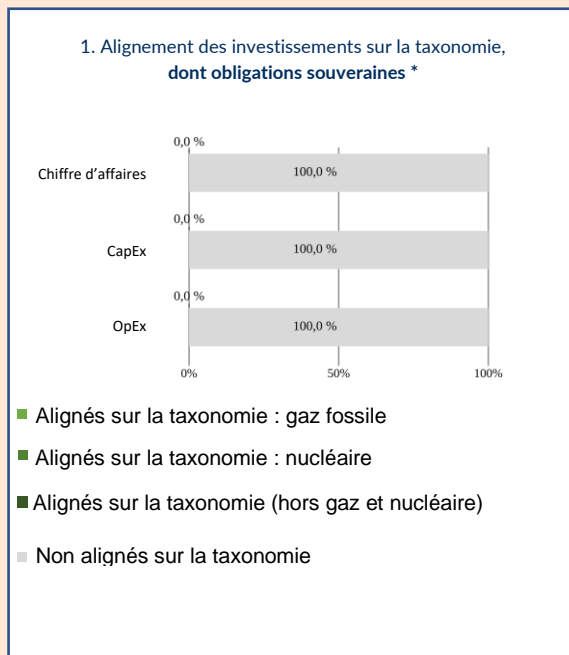 1. Alignement des investissements sur la taxonomie,
dont obligations souveraines *
0,0 %
Chiffre d'affaires
100,0 %
0,0 %
CapEx
100,0 %
0,0 %
OpEx
100,0 %
0%
50%
100%
Alignés sur la taxonomie : gaz fossile
Alignés sur la taxonomie : nucléaire
Alignés sur la taxonomie (hors gaz et nucléaire)
Non alignés sur la taxonomie